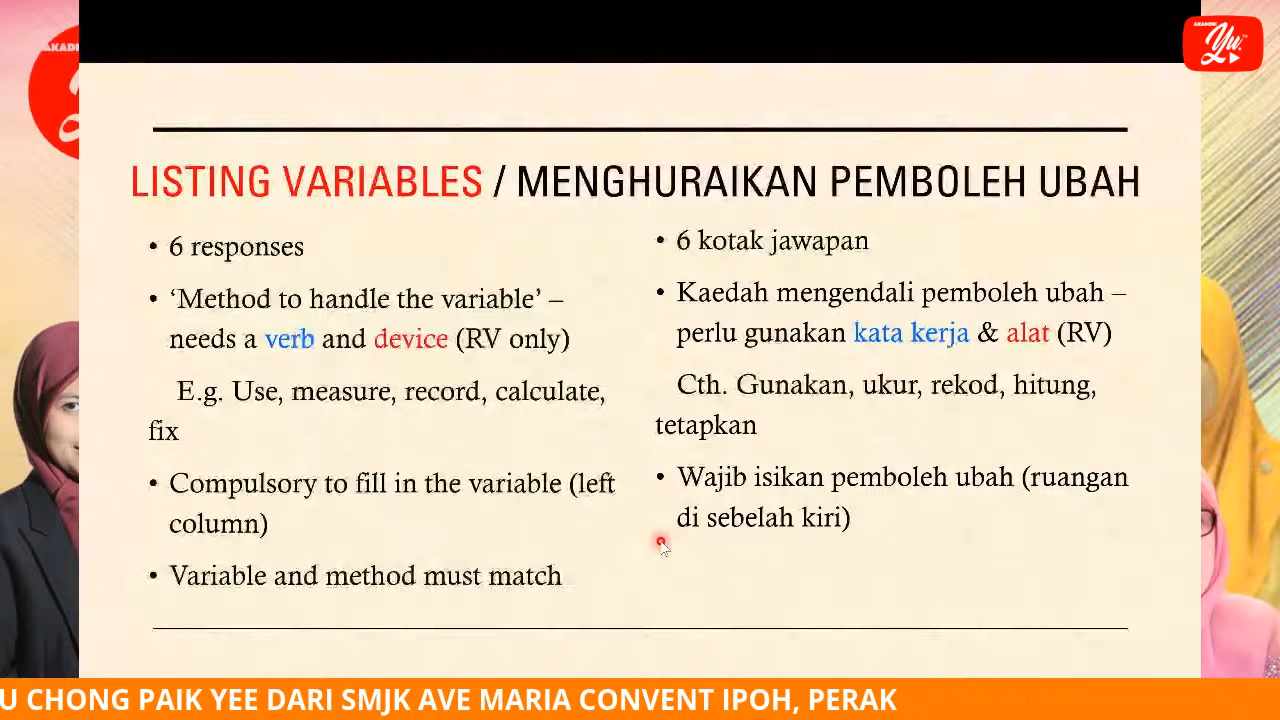 AKADEMI
AKADEMI
Yu
LISTING VARIABLES / MENGHURAIKAN PEMBOLEH UBAH
• 6 responses
• ‘Method to handle the variable’ –
needs a verb and device (RV only)
E.g. Use, measure, record, calculate,
fix
• Compulsory to fill in the variable (left
column)
• Variable and method must match
• 6 kotak jawapan
• Kaedah mengendali pemboleh ubah –
perlu gunakan kata kerja & alat (RV)
Cth. Gunakan, ukur, rekod, hitung,
tetapkan
• Wajib isikan pemboleh ubah (ruangan
di sebelah kiri)
U CHONG PAIK YEE DARI SMJK AVE MARIA CONVENT IPOH, PERAK